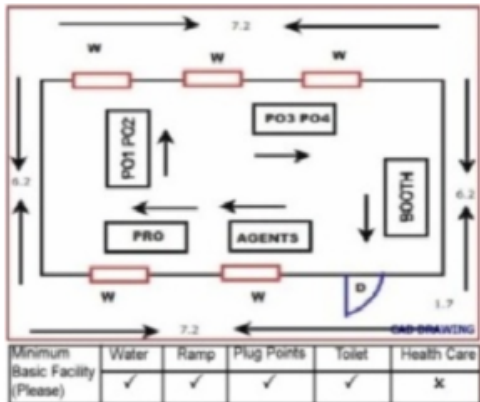 7.2
W
W
W
PO1 PO2
PO3 PO4
6.2
6.2
BOOTH
PRO
AGENTS
W
W
D
1.7
7.2
CAD DRAWING
Minimum Basic Facility (Please)
Water
Ramp
Plug Points
Toilet
Health Care
✓
✓
✓
✓
x